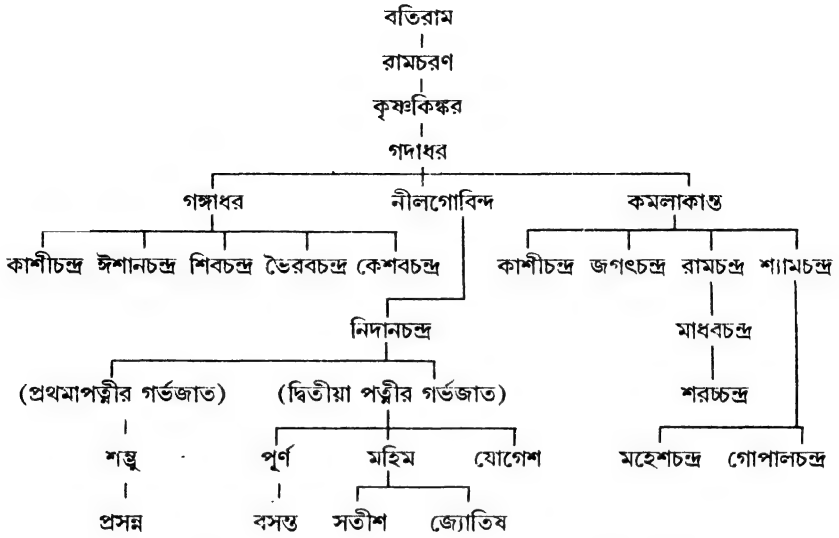 বতিরাম
রামচরণ
কৃষ্ণকিঙ্কর
গদাধর
গঙ্গাধর নীলগোবিন্দ কমলাকান্ত
কাশীচন্দ্র ঈশানচন্দ্র শিবচন্দ্র ভৈরবচন্দ্র কেশবচন্দ্র কাশীচন্দ্র জগৎচন্দ্র রামচন্দ্র শ্যামচন্দ্র
নিদানচন্দ্র মাধবচন্দ্র
(প্রথমাপত্নীর গর্ভজাত) (দ্বিতীয়া পত্নীর গর্ভজাত) শরচ্চন্দ্র
শম্ভু পূর্ণ মহিম যোগেশ মহেশচন্দ্র গোপালচন্দ্র
প্রসন্ন বসন্ত সতীশ জ্যোতিষ